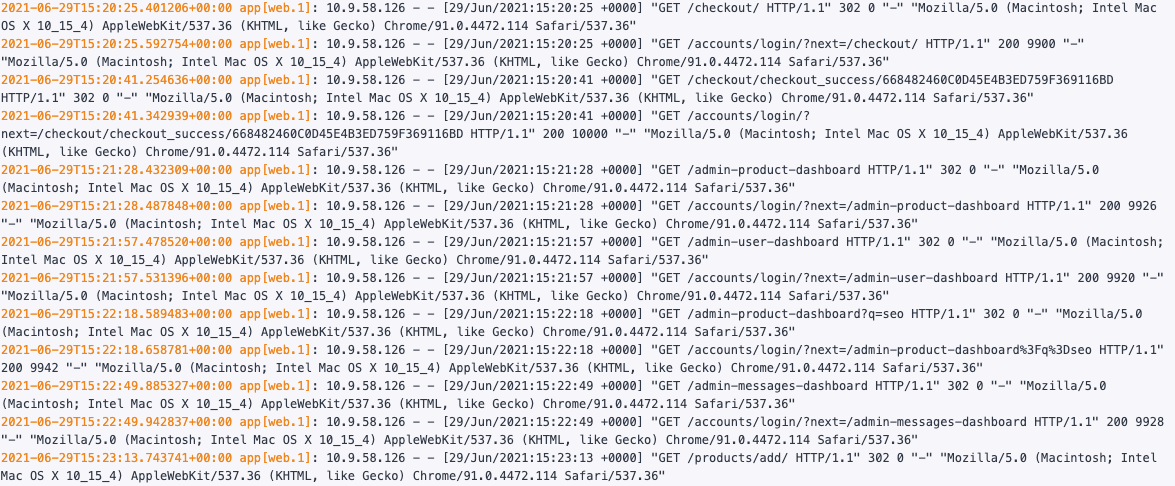 2021-06-29T15:20:25.401206+00:00 app[web.1]: 10.9.58.126 - - [29/Jun/2021:15:20:25 +0000] "GET /checkout/ HTTP/1.1" 302 0 "-" "Mozilla/5.0 (Macintosh; Intel Mac
OS X 10_15_4) AppleWebKit/537.36 (KHTML, like Gecko) Chrome/91.0.4472.114 Safari/537.36"
2021-06-29T15:20:25.592754+00:00 app[web.1]: 10.9.58.126 - - [29/Jun/2021:15:20:25 +0000] "GET /accounts/login/?next=/checkout/ HTTP/1.1" 200 9900 "-"
"Mozilla/5.0 (Macintosh; Intel Mac OS X 10_15_4) AppleWebKit/537.36 (KHTML, like Gecko) Chrome/91.0.4472.114 Safari/537.36"
2021-06-29T15:20:41.254636+00:00 app[web.1]: 10.9.58.126 - - [29/Jun/2021:15:20:41 +0000] "GET /checkout/checkout_success/668482460C0D45E4B3ED759F369116BD
HTTP/1.1" 302 0 "-" "Mozilla/5.0 (Macintosh; Intel Mac OS X 10_15_4) AppleWebKit/537.36 (KHTML, like Gecko) Chrome/91.0.4472.114 Safari/537.36"
2021-06-29T15:20:41.342939+00:00 app[web.1]: 10.9.58.126 - - [29/Jun/2021:15:20:41 +0000] "GET /accounts/login/?
next=/checkout/checkout_success/668482460C0D45E4B3ED759F369116BD HTTP/1.1" 200 10000 "-" "Mozilla/5.0 (Macintosh; Intel Mac OS X 10_15_4) AppleWebKit/537.36
(KHTML, like Gecko) Chrome/91.0.4472.114 Safari/537.36"
2021-06-29T15:21:28.432309+00:00 app[web.1]: 10.9.58.126 - - [29/Jun/2021:15:21:28 +0000] "GET /admin-product-dashboard HTTP/1.1" 302 0 "-" "Mozilla/5.0
(Macintosh; Intel Mac OS X 10_15_4) AppleWebKit/537.36 (KHTML, like Gecko) Chrome/91.0.4472.114 Safari/537.36"
2021-06-29T15:21:28.487848+00:00 app[web.1]: 10.9.58.126 - - [29/Jun/2021:15:21:28 +0000] "GET /accounts/login/?next=/admin-product-dashboard HTTP/1.1" 200 9926
"-" "Mozilla/5.0 (Macintosh; Intel Mac OS X 10_15_4) AppleWebKit/537.36 (KHTML, like Gecko) Chrome/91.0.4472.114 Safari/537.36"
2021-06-29T15:21:57.478520+00:00 app[web.1]: 10.9.58.126 - - [29/Jun/2021:15:21:57 +0000] "GET /admin-user-dashboard HTTP/1.1" 302 0 "-" "Mozilla/5.0 (Macintosh;
Intel Mac OS X 10_15_4) AppleWebKit/537.36 (KHTML, like Gecko) Chrome/91.0.4472.114 Safari/537.36"
2021-06-29T15:21:57.531396+00:00 app[web.1]: 10.9.58.126 - - [29/Jun/2021:15:21:57 +0000] "GET /accounts/login/?next=/admin-user-dashboard HTTP/1.1" 200 9920 "-"
"Mozilla/5.0 (Macintosh; Intel Mac OS X 10_15_4) AppleWebKit/537.36 (KHTML, like Gecko) Chrome/91.0.4472.114 Safari/537.36"
2021-06-29T15:22:18.589483+00:00 app[web.1]: 10.9.58.126 - - [29/Jun/2021:15:22:18 +0000] "GET /admin-product-dashboard?q=seo HTTP/1.1" 302 0 "-" "Mozilla/5.0
(Macintosh; Intel Mac OS X 10_15_4) AppleWebKit/537.36 (KHTML, like Gecko) Chrome/91.0.4472.114 Safari/537.36"
2021-06-29T15:22:18.658781+00:00 app[web.1]: 10.9.58.126 - - [29/Jun/2021:15:22:18 +0000] "GET /accounts/login/?next=/admin-product-dashboard%3Fq%3Dseo HTTP/1.1"
200 9942 "-" "Mozilla/5.0 (Macintosh; Intel Mac OS X 10_15_4) AppleWebKit/537.36 (KHTML, like Gecko) Chrome/91.0.4472.114 Safari/537.36"
2021-06-29T15:22:49.885327+00:00 app[web.1]: 10.9.58.126 - - [29/Jun/2021:15:22:49 +0000] "GET /admin-messages-dashboard HTTP/1.1" 302 0 "-" "Mozilla/5.0
(Macintosh; Intel Mac OS X 10_15_4) AppleWebKit/537.36 (KHTML, like Gecko) Chrome/91.0.4472.114 Safari/537.36"
2021-06-29T15:22:49.942837+00:00 app[web.1]: 10.9.58.126 - - [29/Jun/2021:15:22:49 +0000] "GET /accounts/login/?next=/admin-messages-dashboard HTTP/1.1" 200 9928
"-" "Mozilla/5.0 (Macintosh; Intel Mac OS X 10_15_4) AppleWebKit/537.36 (KHTML, like Gecko) Chrome/91.0.4472.114 Safari/537.36"
2021-06-29T15:23:13.743741+00:00 app[web.1]: 10.9.58.126 - - [29/Jun/2021:15:23:13 +0000] "GET /products/add/ HTTP/1.1" 302 0 "-" "Mozilla/5.0 (Macintosh; Intel
Mac OS X 10_15_4) AppleWebKit/537.36 (KHTML, like Gecko) Chrome/91.0.4472.114 Safari/537.36"